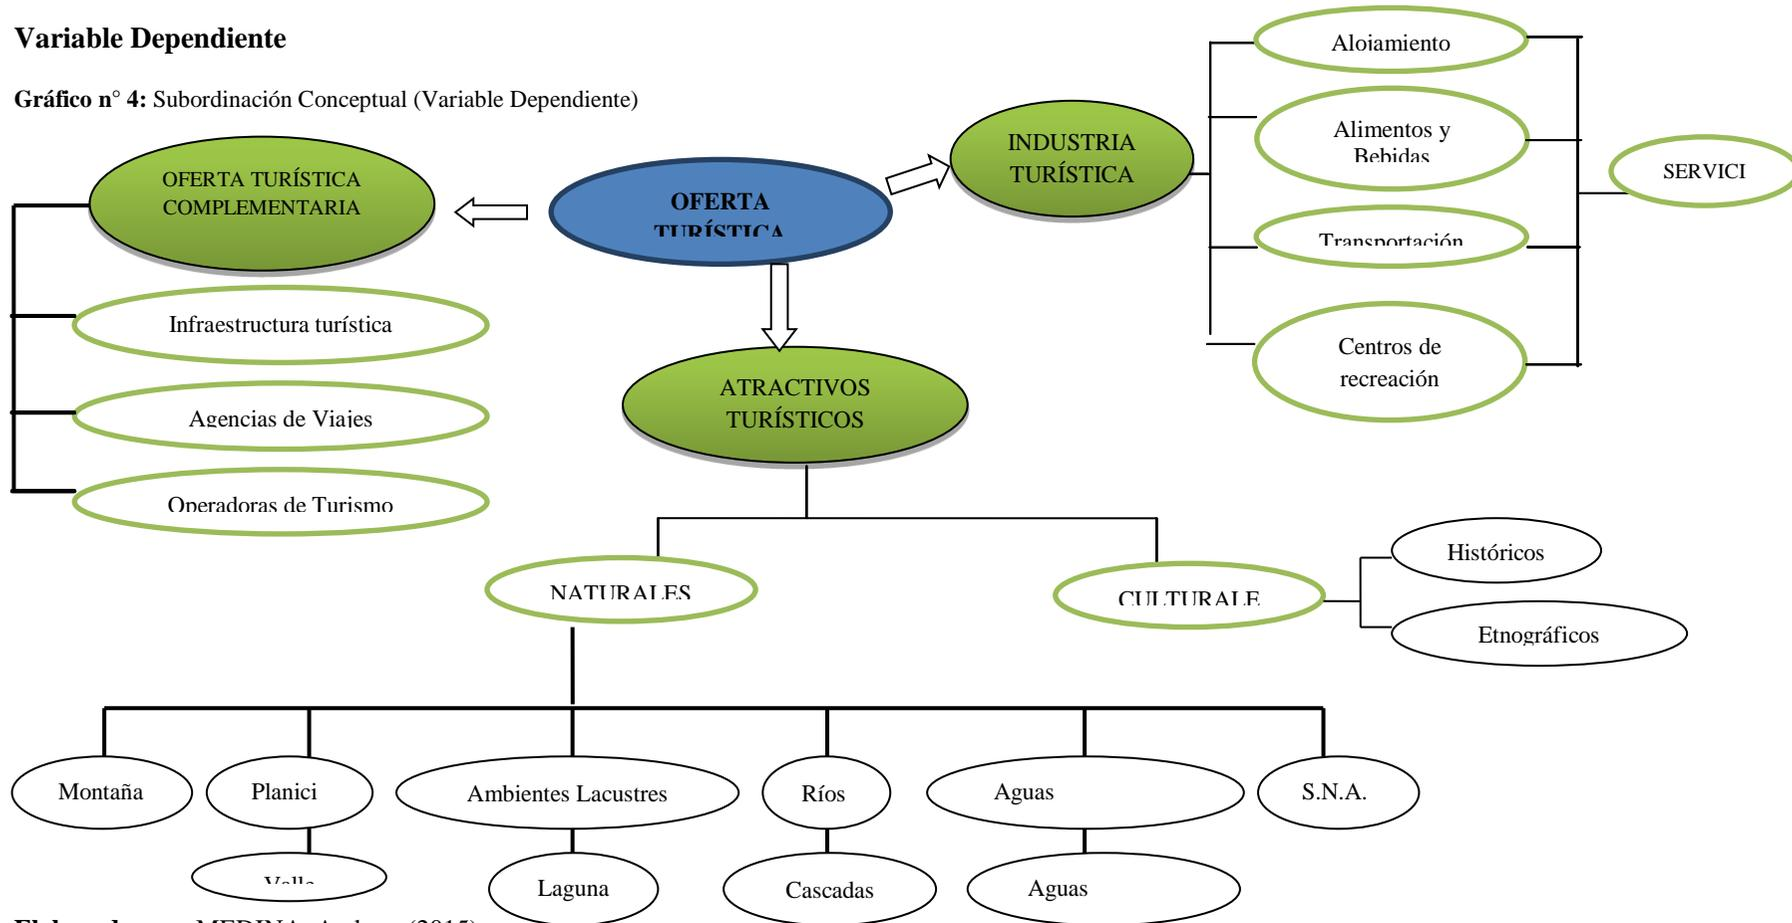 Variable Dependiente
Gráfico n° 4: Subordinación Conceptual (Variable Dependiente)
OFERTA TURÍSTICA
COMPLEMENTARIA
Infraestructura turística
Agencias de Viajes
Operadoras de Turismo
OFERTA
TURÍSTICA
INDUSTRIA
TURÍSTICA
Alojamiento
Alimentos y
Bebidas
Transportación
Centros de
recreación
SERVICI
ATRACTIVOS
TURÍSTICOS
NATURALES
CULTURALE
Históricos
Etnográficos
Montaña
Planici
Ambientes Lacustres
Ríos
Aguas
S.N.A.
Valle
Laguna
Cascadas
Aguas
MEDINA, (2015)